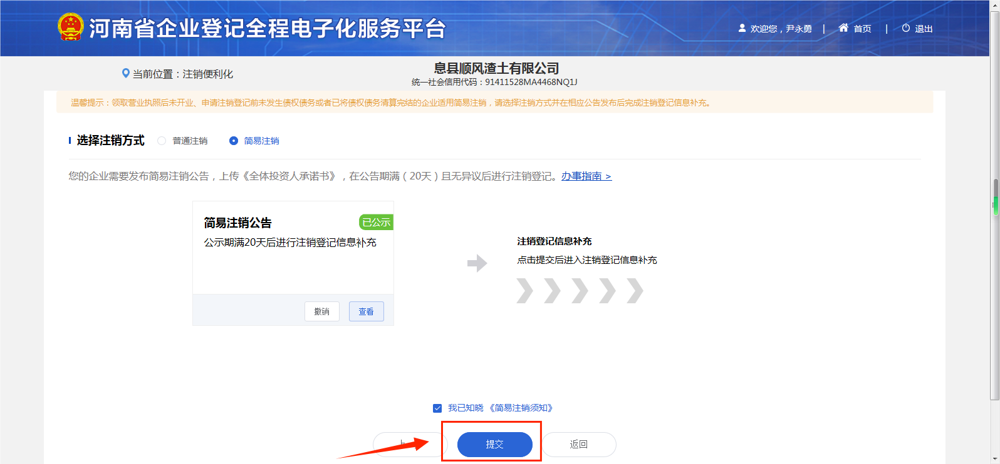 河南省企业登记全程电子化服务平台
欢迎您，尹永勇 | 首页 | 退出
当前位置：注销便利化
息县顺风渣土有限公司
统一社会信用代码：91411528MA4468NQ1J
温馨提示：领取营业执照后未开业、申请注销登记前未发生债权债务或者已将债权债务清算完结的企业适用简易注销，请选择注销方式并在相应公告发布后完成注销登记信息补充。
选择注销方式 普通注销 简易注销
您的企业需要发布简易注销公告，上传《全体投资人承诺书》，在公告期满（20天）且无异议后进行注销登记。办事指南 >
简易注销公告 已公示
公示期满20天后进行注销登记信息补充
撤销 查看
注销登记信息补充
点击提交后进入注销登记信息补充
我已知晓《简易注销须知》
提交 返回